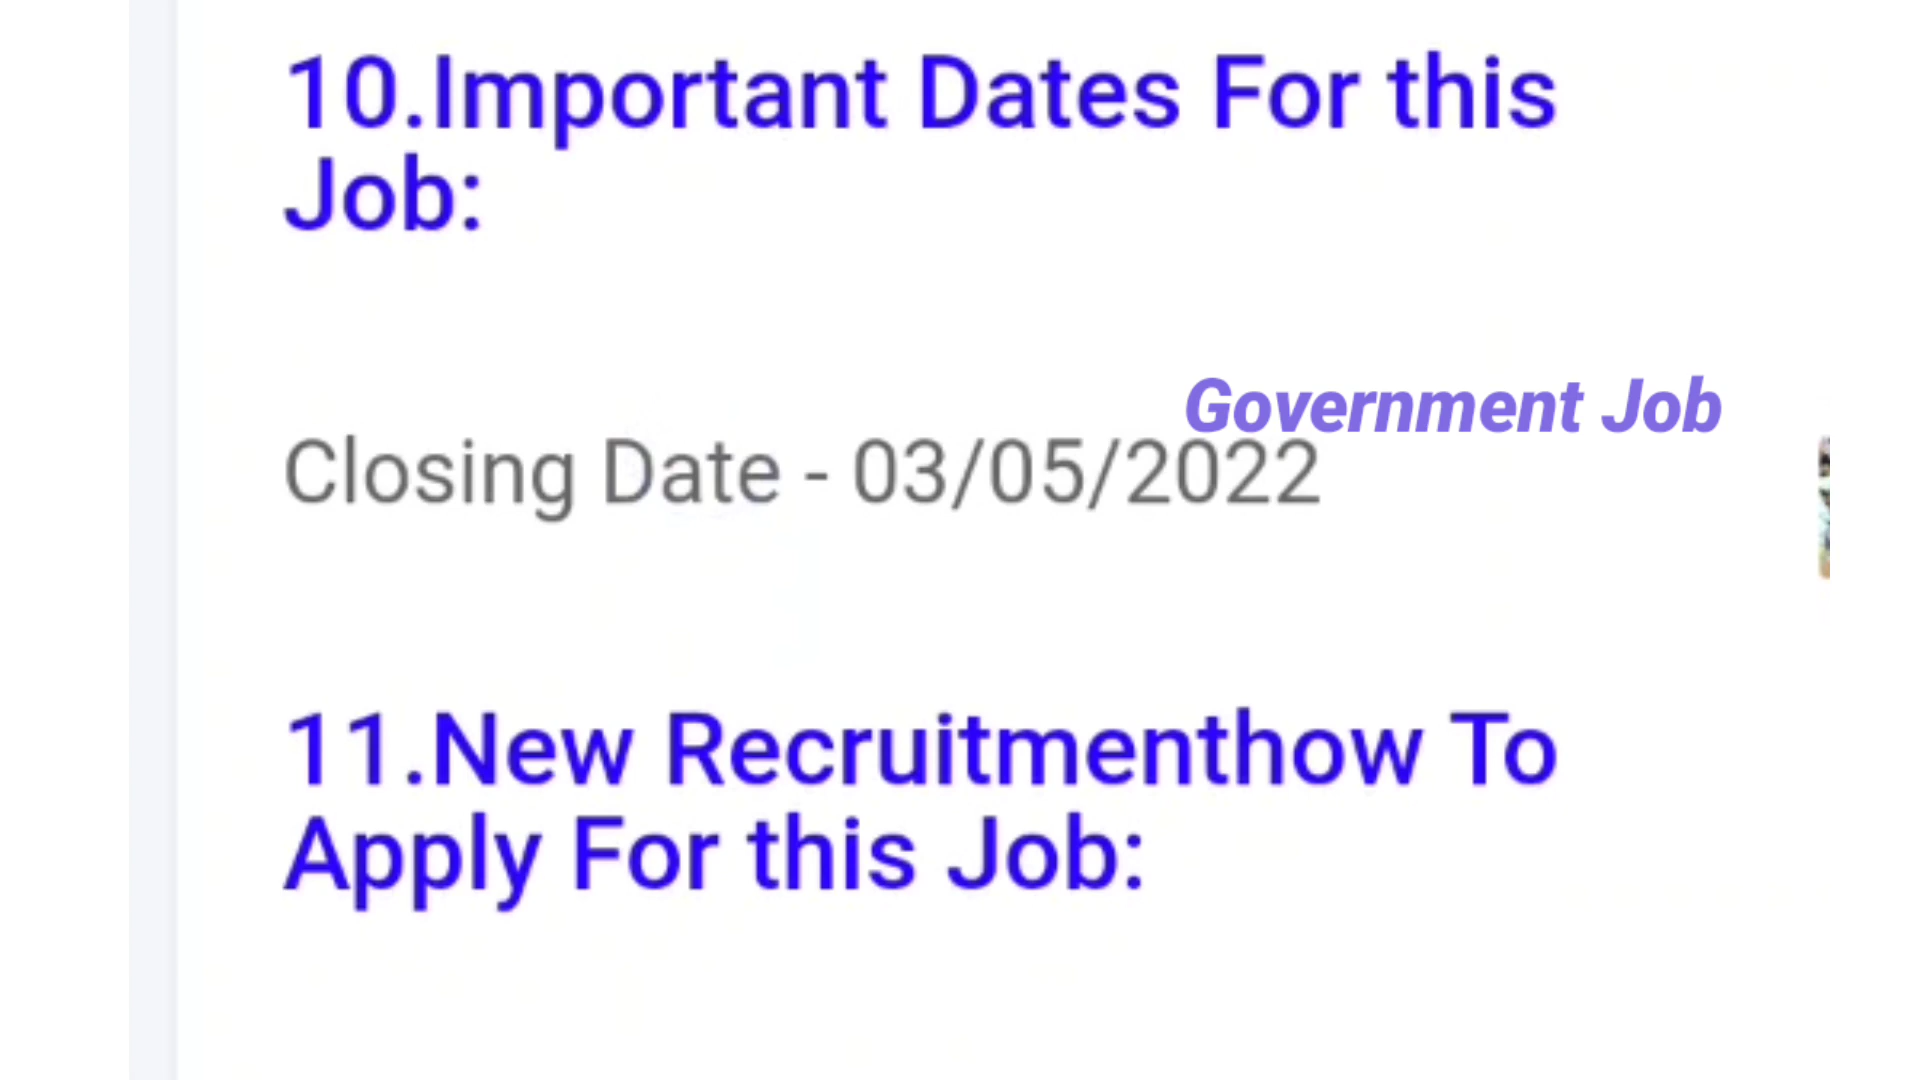 10.Important Dates For this
Job:
Government Job
Closing Date - 03/05/2022
11.New Recruitmenthow To
Apply For this Job: